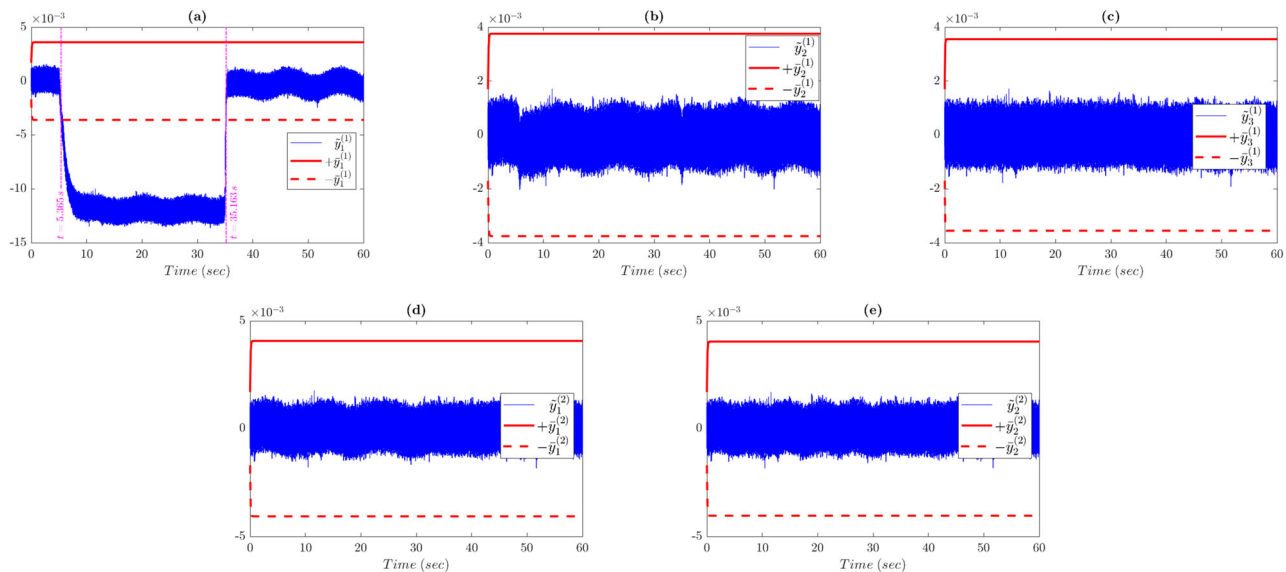 (a)
×10⁻³
5
0
-5
-10
-15
t = 5.365 s
t = 35.163 s
ỹ₁⁽¹⁾
+ȳ₁⁽¹⁾
−ȳ₁⁽¹⁾
0 10 20 30 40 50 60
Time (sec)
(b)
×10⁻³
4
2
0
-2
-4
ỹ₂⁽¹⁾
+ȳ₂⁽¹⁾
−ȳ₂⁽¹⁾
0 10 20 30 40 50 60
Time (sec)
(c)
×10⁻³
4
2
0
-2
-4
ỹ₃⁽¹⁾
+ȳ₃⁽¹⁾
−ȳ₃⁽¹⁾
0 10 20 30 40 50 60
Time (sec)
(d)
×10⁻³
5
0
-5
ỹ₁⁽²⁾
+ȳ₁⁽²⁾
−ȳ₁⁽²⁾
0 10 20 30 40 50 60
Time (sec)
(e)
×10⁻³
5
0
-5
ỹ₂⁽²⁾
+ȳ₂⁽²⁾
−ȳ₂⁽²⁾
0 10 20 30 40 50 60
Time (sec)